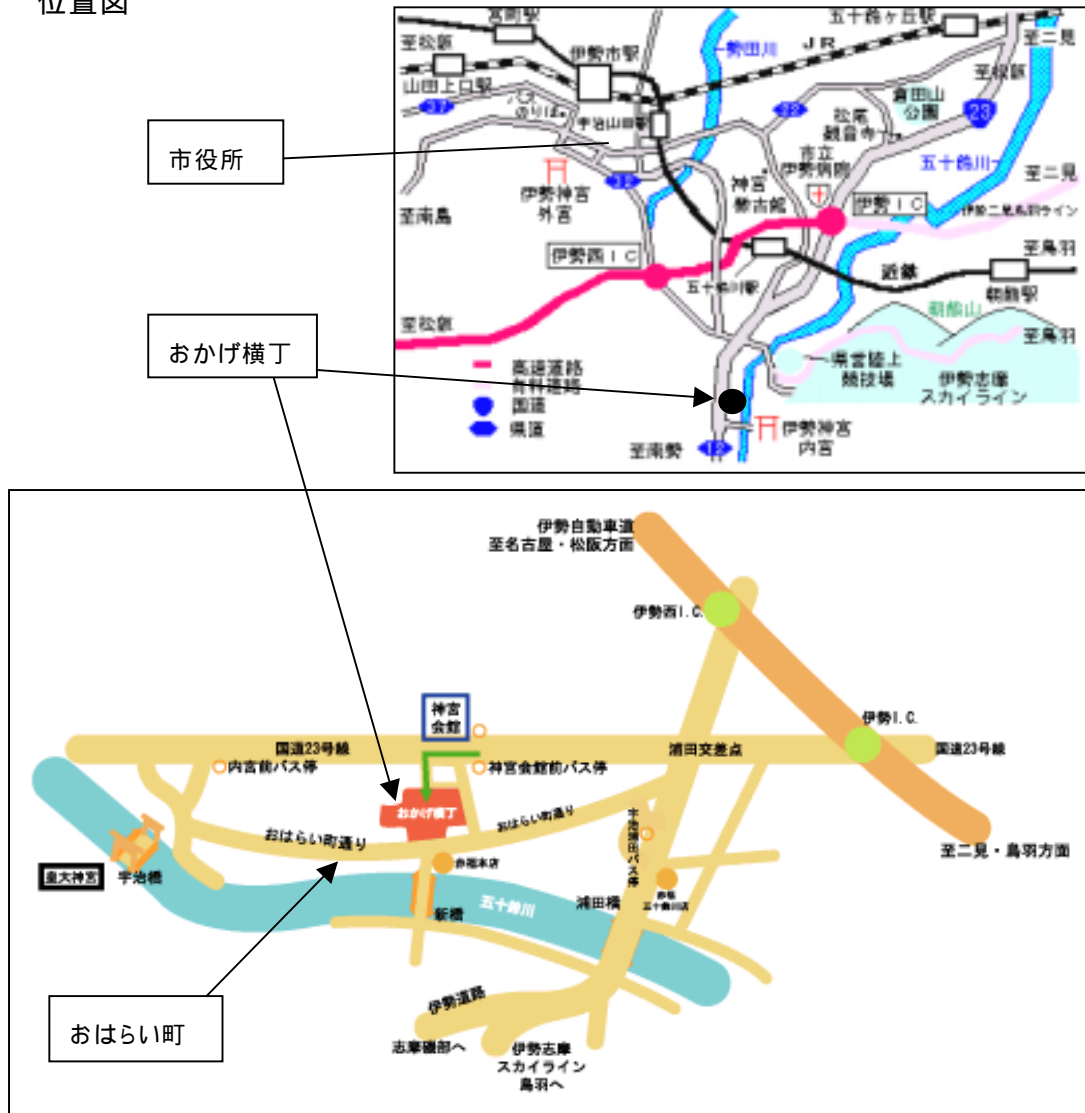 位置図
宮町駅
五十鈴ヶ丘駅
至松阪
伊勢市駅
勢田川
JR
至二見
山田上口駅
至松阪
倉田山
公園
37
バス
のりば
宇治山田駅
22
松尾
観音寺
23
市役所
市立
伊勢病院
五十鈴川
32
伊勢神宮
外宮
神宮
徴古館
至二見
至南島
伊勢IC
伊勢二見鳥羽ライン
伊勢西IC
至鳥羽
五十鈴川駅
近鉄
朝熊駅
朝熊山
至松阪
至鳥羽
おかげ横丁
高速道路
有料道路
国道
県道
県営陸上
競技場
伊勢志摩
スカイライン
伊勢神宮
内宮
至南勢
12
伊勢自動車道
至名古屋・松阪方面
伊勢西I.C.
神宮
会館
伊勢I.C.
国道23号線
浦田交差点
国道23号線
内宮前バス停
神宮会館前バス停
おかげ横丁
おはらい町通り
おはらい町通り
宇治浦田バス停
至二見・鳥羽方面
赤福本店
皇大神宮
宇治橋
赤福
五十鈴川店
五十鈴川
浦田橋
新橋
おはらい町
伊勢道路
志摩磯部へ
伊勢志摩
スカイライン
鳥羽へ